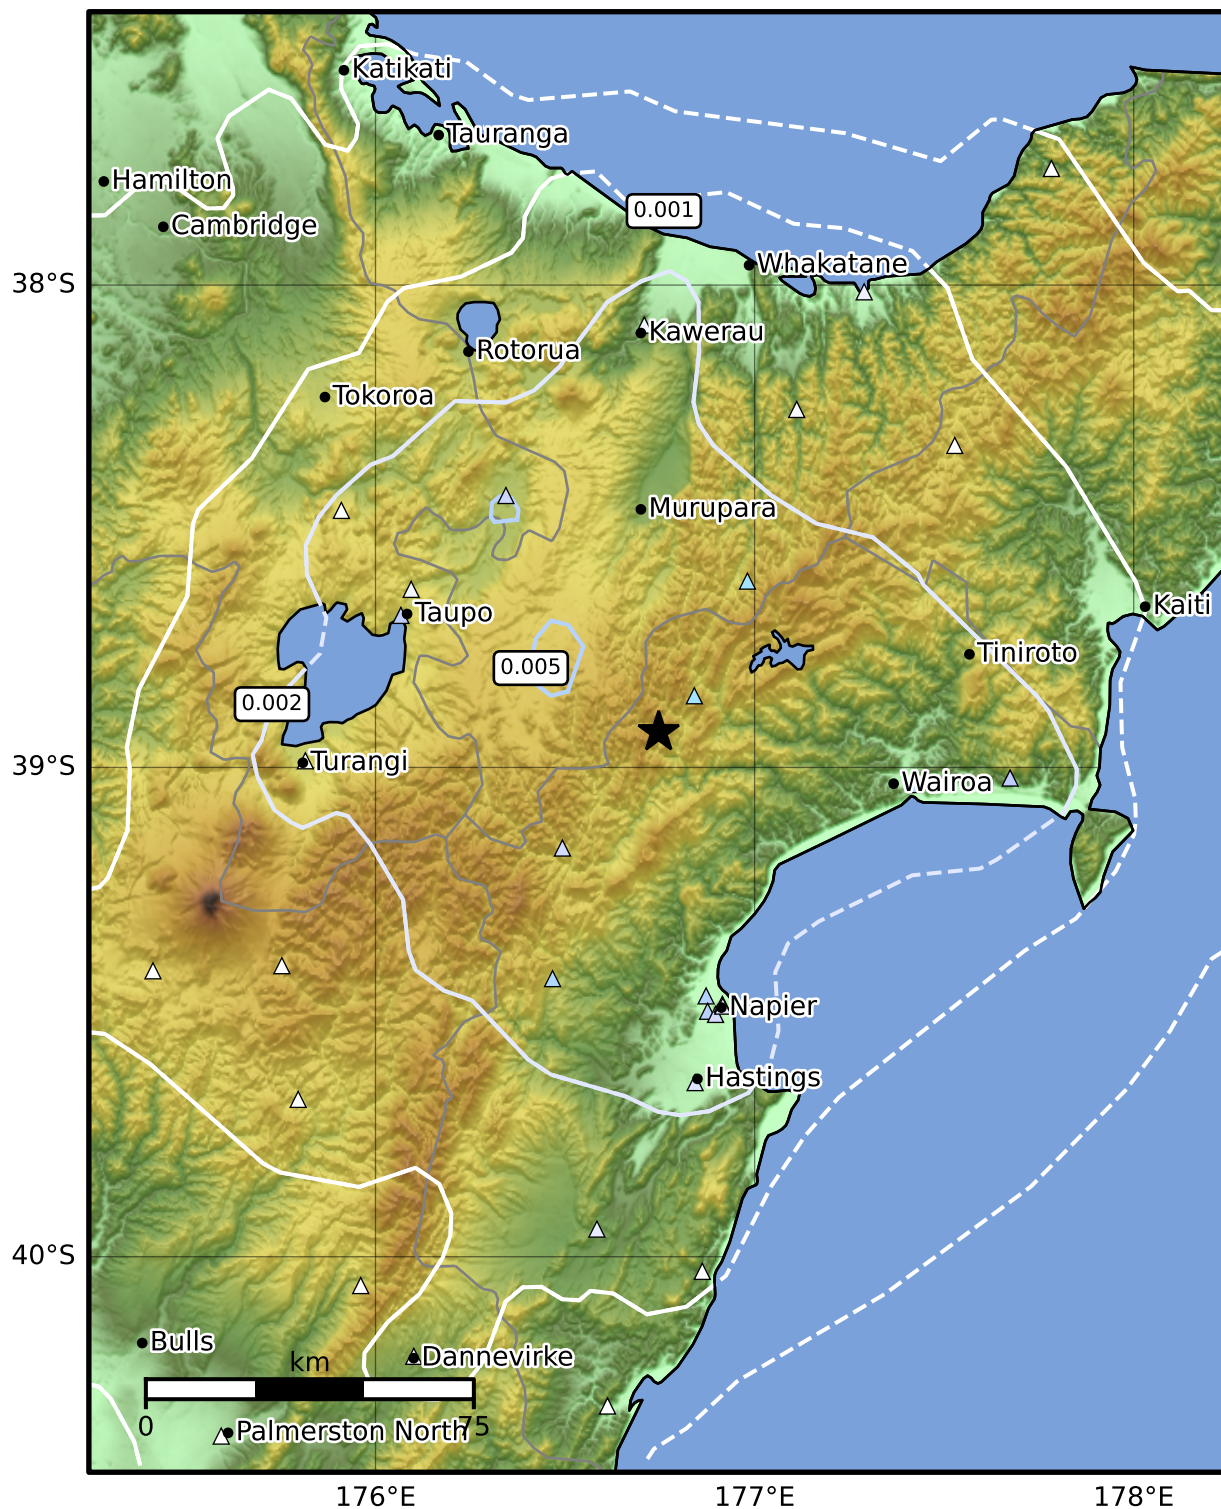 Katikati
Tauranga
Hamilton
0.001
Cambridge
Whakatane
38°S
Kawerau
Rotorua
Tokoroa
Murupara
Kaiti
Taupo
Tiniroto
0.005
0.002
39°S
Turangi
Wairoa
Napier
Hastings
40°S
Bulls
Dannevirke
km
0
75
Palmerston North
176°E
177°E
178°E